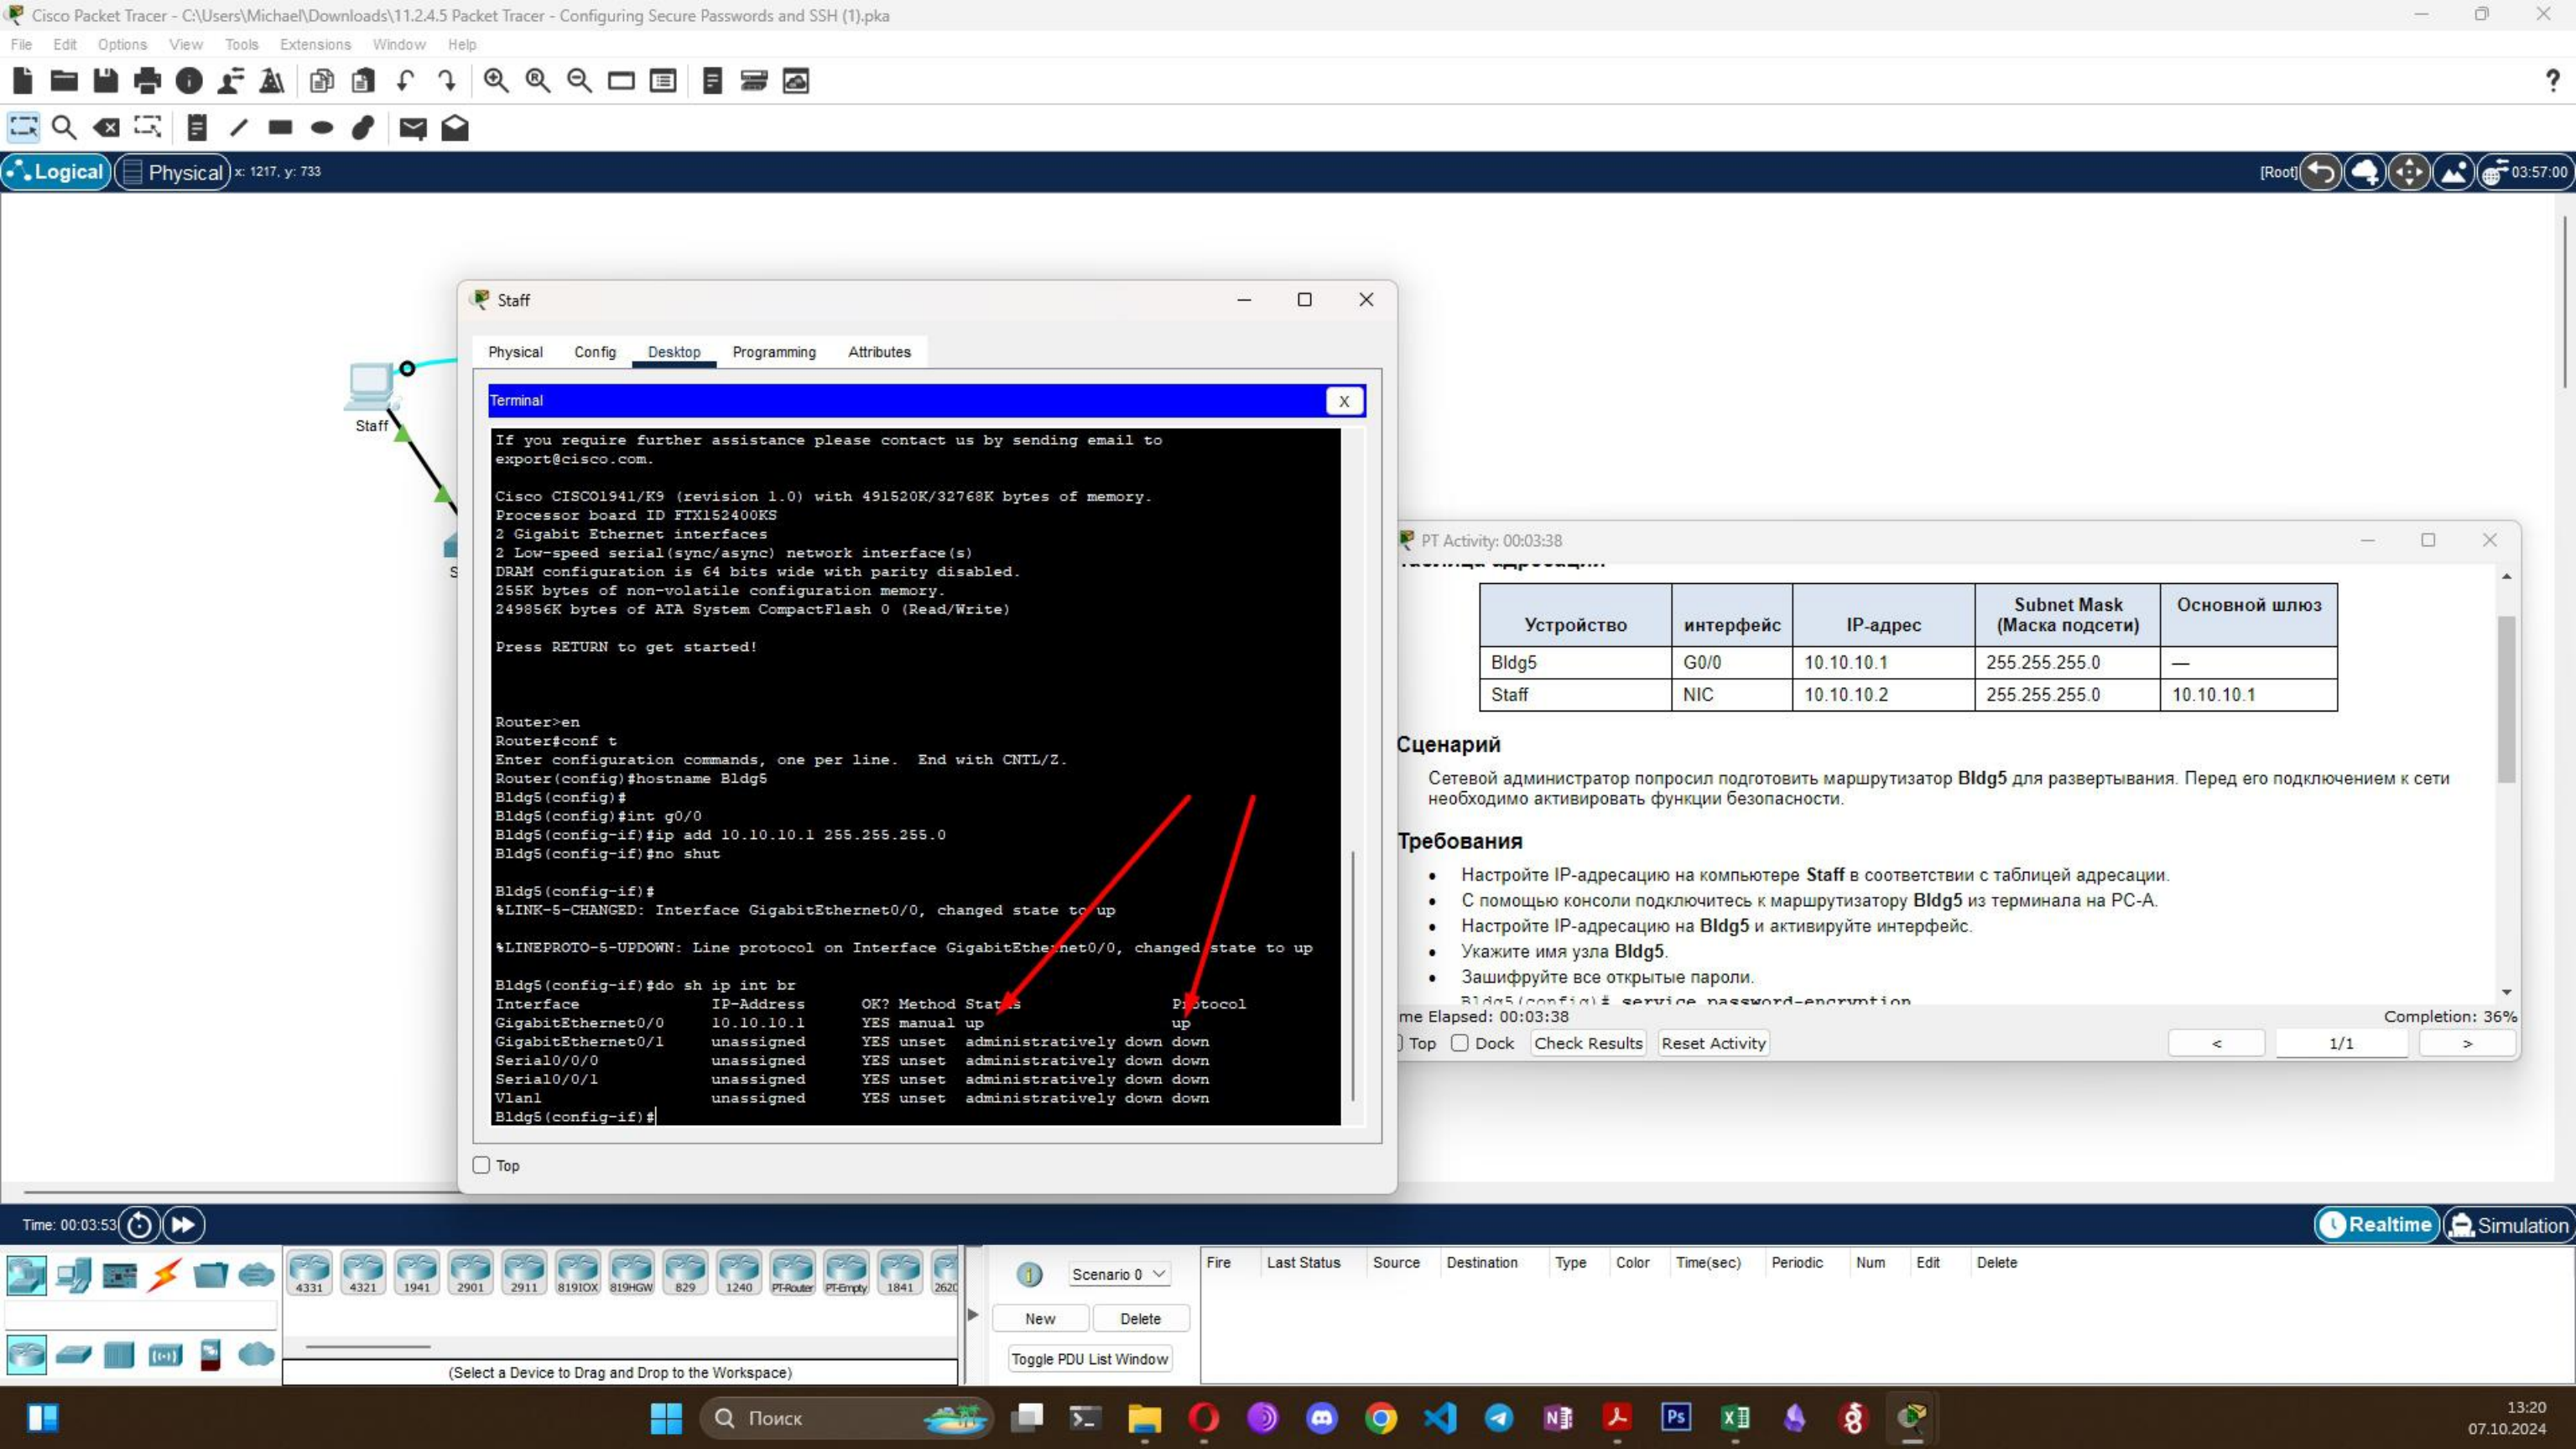 Cisco Packet Tracer - C:\Users\Michael\Downloads\11.2.4.5 Packet Tracer - Configuring Secure Passwords and SSH (1).pka
File Edit Options View Tools Extensions Window Help
?
Logical Physical x: 1217, y: 733
[Root] 03:57:00
Staff
Staff
Physical Config Desktop Programming Attributes
Terminal
X
If you require further assistance please contact us by sending email to
export@cisco.com.
Cisco CISCO1941/K9 (revision 1.0) with 491520K/32768K bytes of memory.
Processor board ID FTX152400KS
2 Gigabit Ethernet interfaces
2 Low-speed serial(sync/async) network interface(s)
DRAM configuration is 64 bits wide with parity disabled.
255K bytes of non-volatile configuration memory.
249856K bytes of ATA System CompactFlash 0 (Read/Write)
Press RETURN to get started!
Router>en
Router#conf t
Enter configuration commands, one per line. End with CNTL/Z.
Router(config)#hostname Bldg5
Bldg5(config)#
Bldg5(config)#int g0/0
Bldg5(config-if)#ip add 10.10.10.1 255.255.255.0
Bldg5(config-if)#no shut
Bldg5(config-if)#
%LINK-5-CHANGED: Interface GigabitEthernet0/0, changed state to up
%LINEPROTO-5-UPDOWN: Line protocol on Interface GigabitEthernet0/0, changed state to up
Bldg5(config-if)#do sh ip int br
Interface IP-Address OK? Method Status Protocol
GigabitEthernet0/0 10.10.10.1 YES manual up up
GigabitEthernet0/1 unassigned YES unset administratively down down
Serial0/0/0 unassigned YES unset administratively down down
Serial0/0/1 unassigned YES unset administratively down down
Vlan1 unassigned YES unset administratively down down
Bldg5(config-if)#
Top
PT Activity: 00:03:38
Таблица адресации
Устройство интерфейс IP-адрес Subnet Mask (Маска подсети) Основной шлюз
Bldg5 G0/0 10.10.10.1 255.255.255.0 —
Staff NIC 10.10.10.2 255.255.255.0 10.10.10.1
Сценарий
Сетевой администратор попросил подготовить маршрутизатор Bldg5 для развертывания. Перед его подключением к сети
необходимо активировать функции безопасности.
Требования
• Настройте IP-адресацию на компьютере Staff в соответствии с таблицей адресации.
• С помощью консоли подключитесь к маршрутизатору Bldg5 из терминала на PC-A.
• Настройте IP-адресацию на Bldg5 и активируйте интерфейс.
• Укажите имя узла Bldg5.
• Зашифруйте все открытые пароли.
Bldg5(config)# service password-encryption
me Elapsed: 00:03:38 Completion: 36%
Top Dock Check Results Reset Activity < 1/1 >
Time: 00:03:53
Realtime Simulation
4331 4321 1941 2901 2911 819IOX 819HGW 829 1240 PT-Router PT-Empty 1841 262
(Select a Device to Drag and Drop to the Workspace)
Scenario 0
New Delete
Toggle PDU List Window
Fire Last Status Source Destination Type Color Time(sec) Periodic Num Edit Delete
Поиск
13:20
07.10.2024